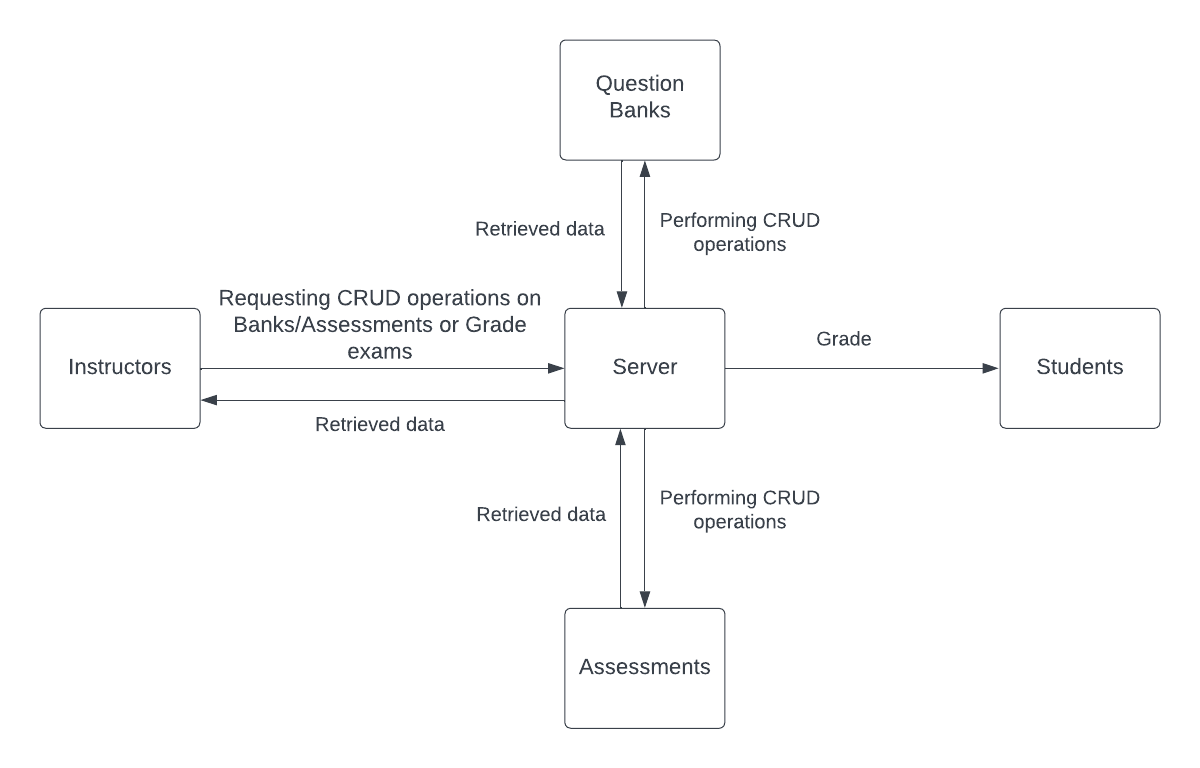 Question
Banks
Retrieved data
Performing CRUD
operations
Requesting CRUD operations on
Banks/Assessments or Grade
exams
Instructors
Server
Grade
Students
Retrieved data
Retrieved data
Performing CRUD
operations
Assessments